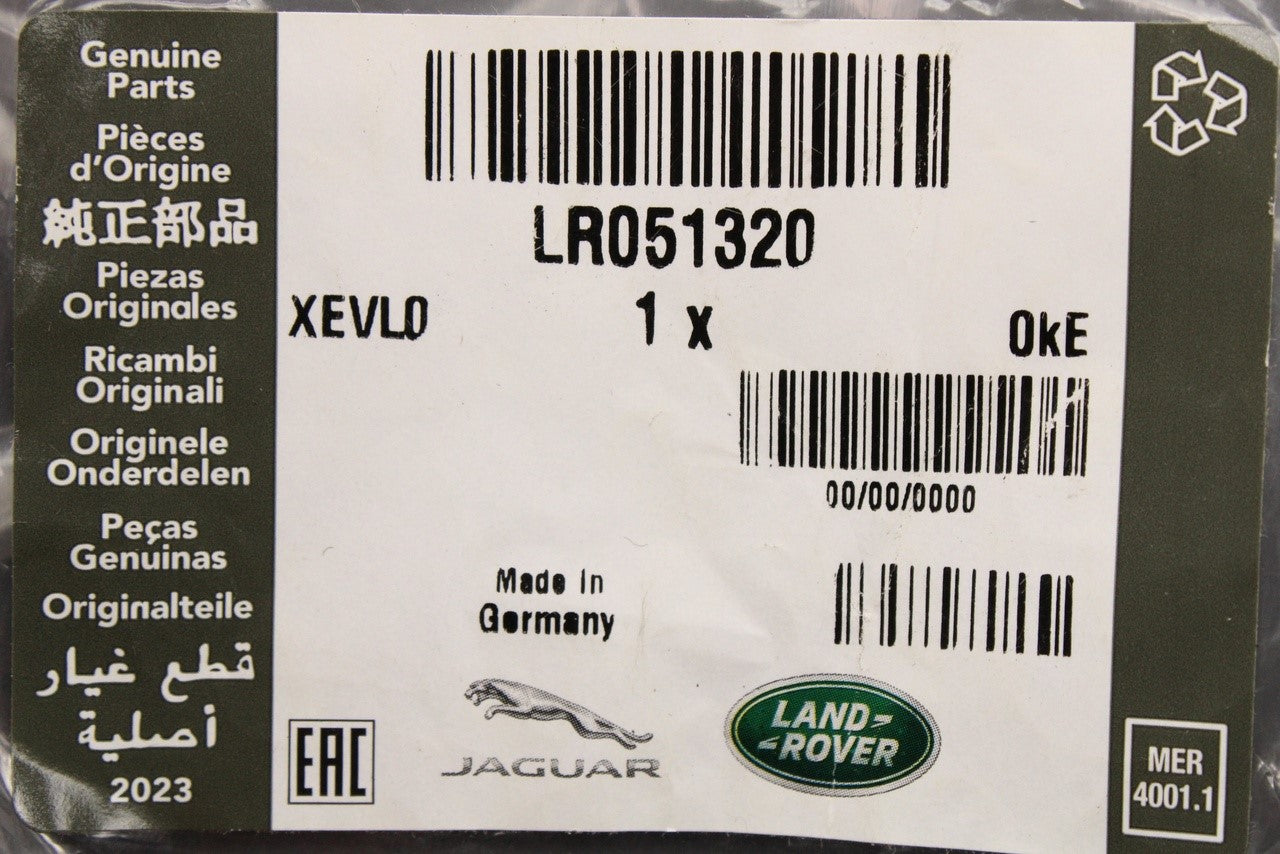 Genuine
Parts
Pièces
d'Origine
純正部品
Piezas
Originales
Ricambi
Originali
Originele
Onderdelen
Peças
Genuinas
Originalteile
قطع غيار
أصلية
2023
LR051320
XEVL0 1 x 0kE
00/00/0000
Made In
Germany
EAC
JAGUAR
LAND
ROVER
MER
4001.1